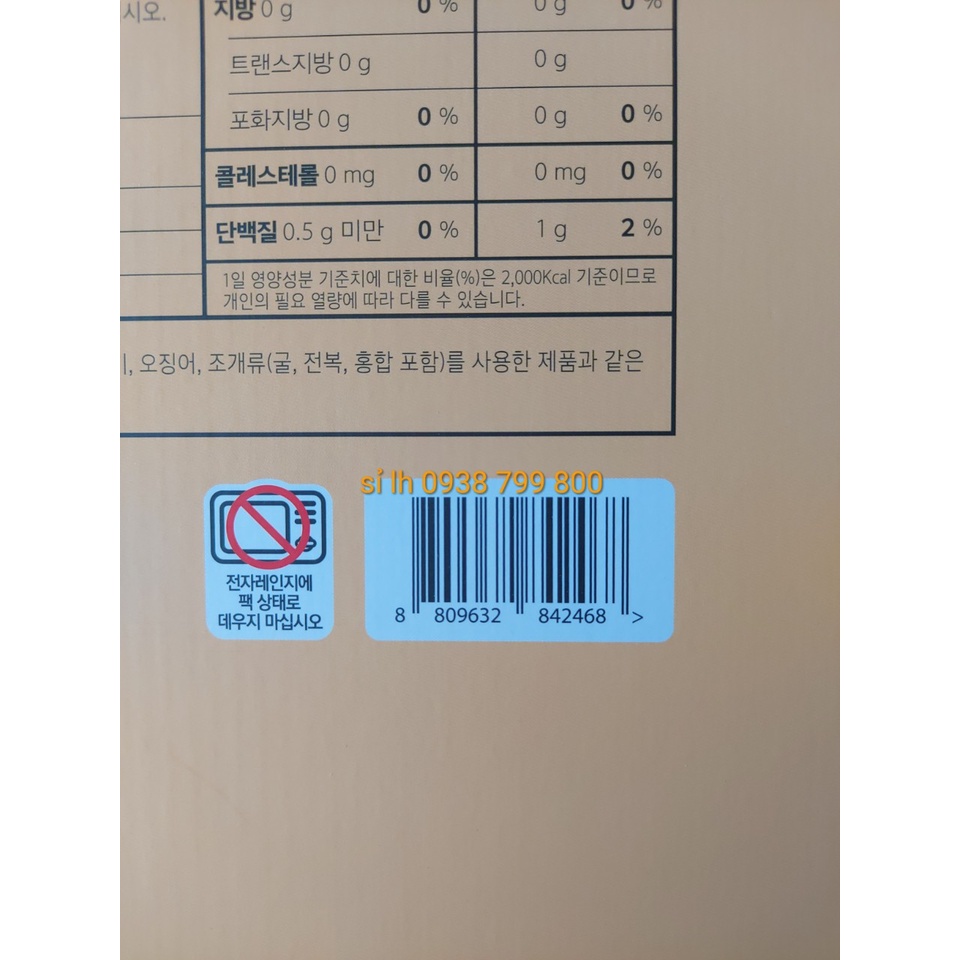 시오.
지방 0 g 0 % 0 g 0 %
트랜스지방 0 g 0 g
포화지방 0 g 0 % 0 g 0 %
콜레스테롤 0 mg 0 % 0 mg 0 %
단백질 0.5 g 미만 0 % 1 g 2 %
1일 영양성분 기준치에 대한 비율(%)은 2,000Kcal 기준이므로
개인의 필요 열량에 따라 다를 수 있습니다.
, 오징어, 조개류(굴, 전복, 홍합 포함)를 사용한 제품과 같은
sỉ lh 0938 799 800
전자레인지에
팩 상태로
데우지 마십시오
8 809632 842468 >